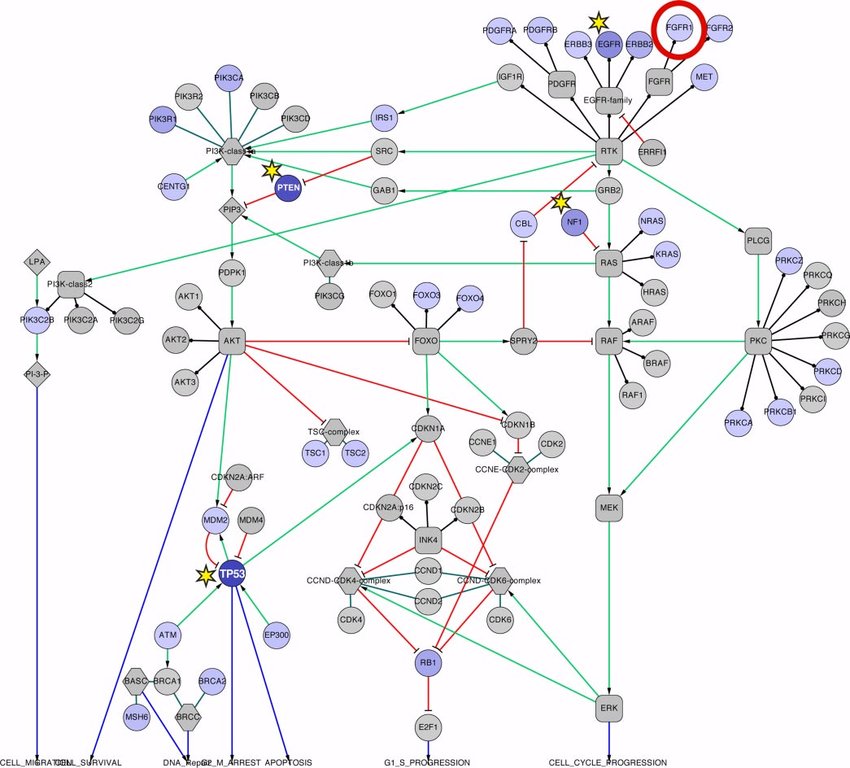 PDGFRA
PDGFRB
ERBB3
EGFR
ERBB2
FGFR1
FGFR2
PIK3CA
PIK3R2
PIK3CB
IGF1R
PDGFR
FGFR
MET
EGFR-family
PIK3R1
PIK3CD
IRS1
PI3K-class1a
SRC
RTK
ERRFI1
CENTG1
PTEN
GAB1
GRB2
PIP3
CBL
NF1
NRAS
PLCG
LPA
PDPK1
PI3K-class1b
RAS
KRAS
PRKCZ
PRKCQ
PI3K-class2
PIK3CG
HRAS
PRKCH
AKT1
FOXO1
FOXO3
FOXO4
PIK3C2B
PIK3C2A
PIK3C2G
ARAF
PRKCG
AKT2
AKT
FOXO
SPRY2
RAF
PKC
BRAF
PI-3-P
AKT3
RAF1
PRKCD
PRKCI
PRKCB1
PRKCA
TSC-complex
CDKN1A
CDKN1B
TSC1
TSC2
CCNE1
CDK2
CCNE-CDK2-complex
CDKN2A:ARF
CDKN2C
CDKN2A:p16
CDKN2B
MEK
MDM2
MDM4
INK4
TP53
CCND1
CCND-CDK4-complex
CCND-CDK6-complex
CCND2
CDK4
CDK6
ATM
EP300
RB1
BASC
BRCA1
BRCA2
MSH6
BRCC
E2F1
ERK
CELL_MIGRATION
CELL_SURVIVAL
DNA_Repair
G2_M_ARREST
APOPTOSIS
G1_S_PROGRESSION
CELL_CYCLE_PROGRESSION